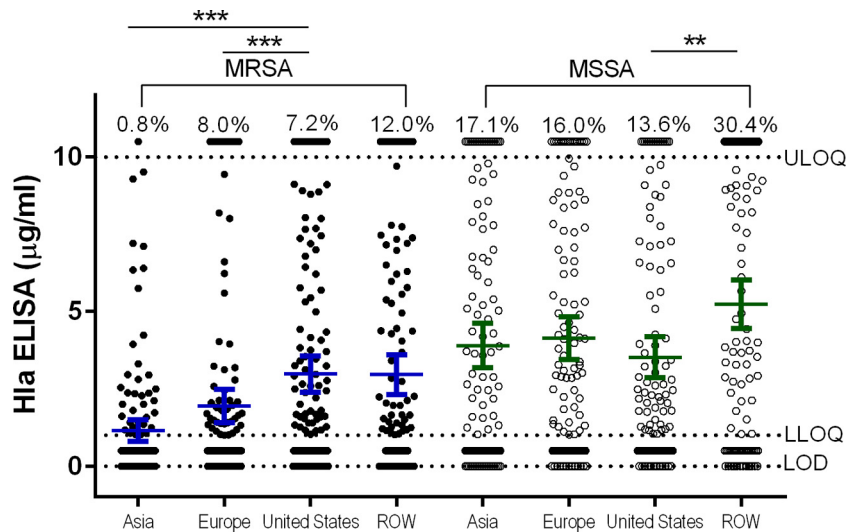 ***
***
**
MRSA
MSSA
0.8% 8.0% 7.2% 12.0% 17.1% 16.0% 13.6% 30.4%
10
ULOQ
5
Hla ELISA (μg/ml)
LLOQ
0
LOD
Asia Europe United States ROW Asia Europe United States ROW